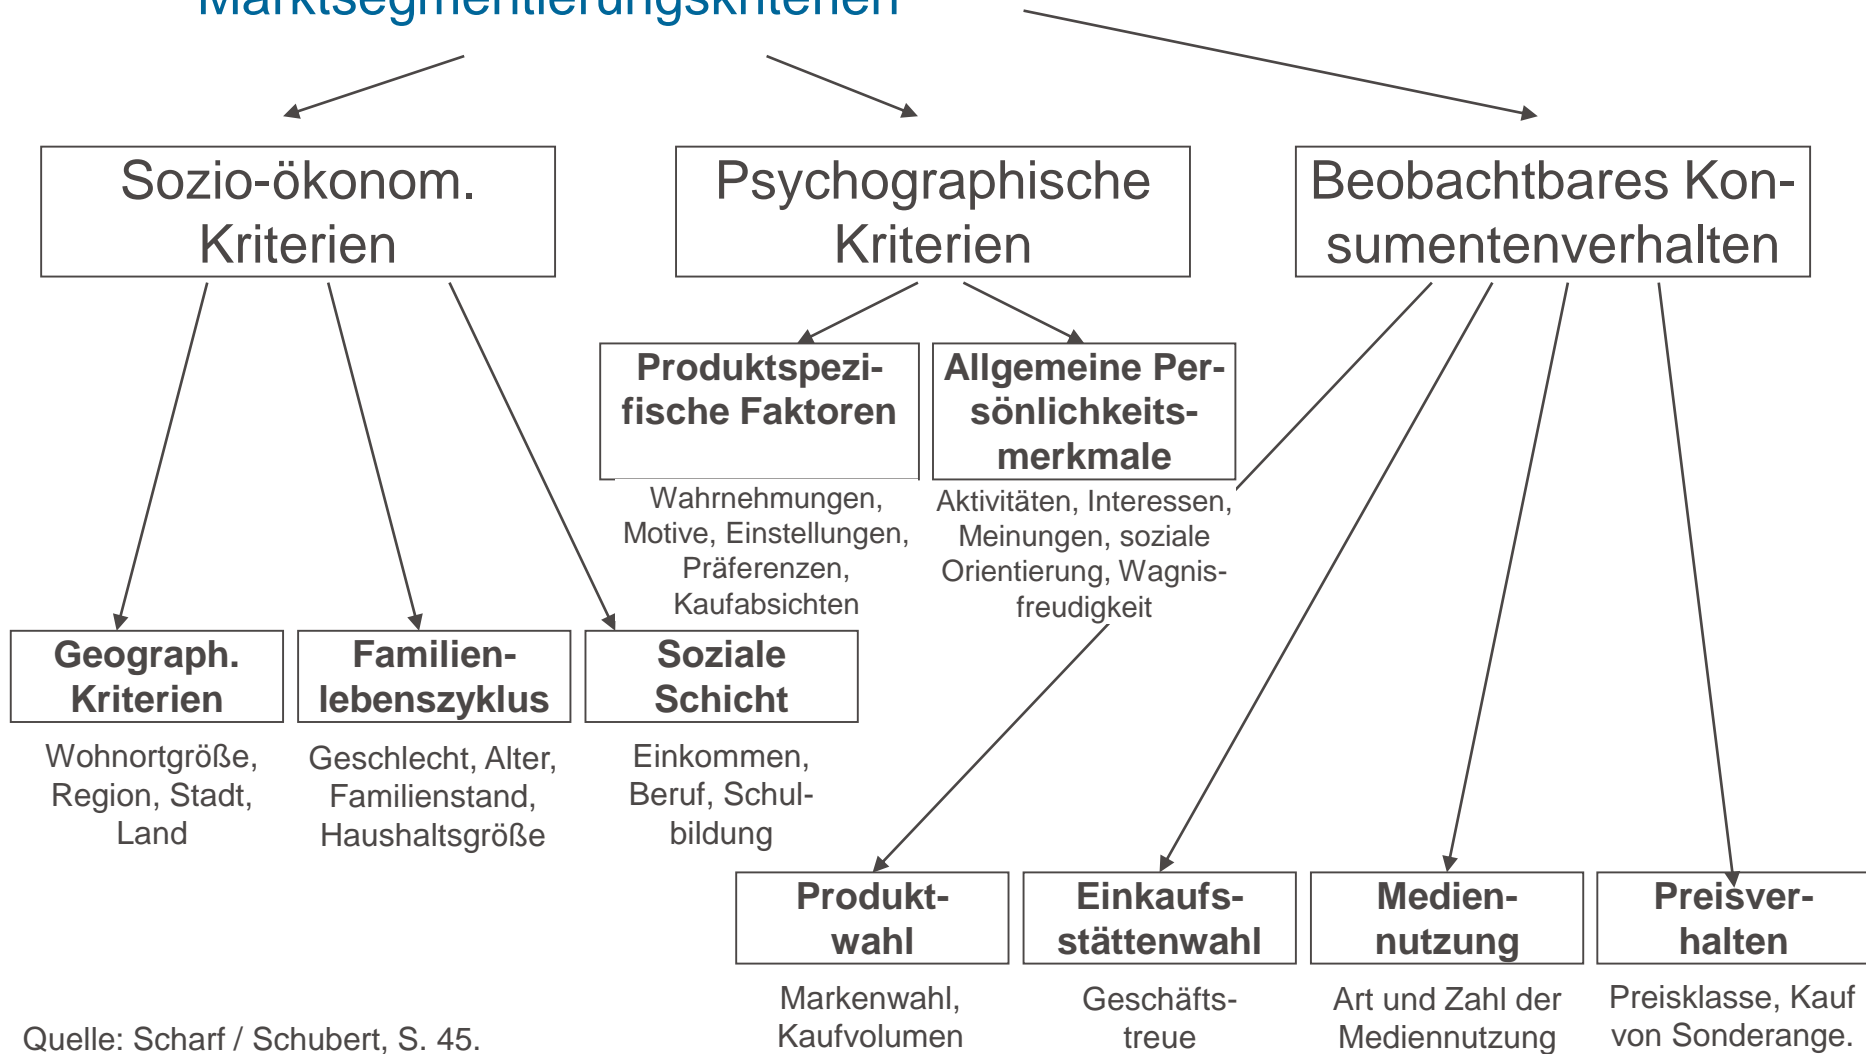 Marktsegmentierungskriterien
Sozio-ökonom.
Kriterien
Psychographische
Kriterien
Beobachtbares Kon-
sumentenverhalten
Produktspezi-
fische Faktoren
Wahrnehmungen,
Motive, Einstellungen,
Präferenzen,
Kaufabsichten
Allgemeine Per-
sönlichkeits-
merkmale
Aktivitäten, Interessen,
Meinungen, soziale
Orientierung, Wagnis-
freudigkeit
Geograph.
Kriterien
Wohnortgröße,
Region, Stadt,
Land
Familien-
lebenszyklus
Geschlecht, Alter,
Familienstand,
Haushaltsgröße
Soziale
Schicht
Einkommen,
Beruf, Schul-
bildung
Produkt-
wahl
Markenwahl,
Kaufvolumen
Einkaufs-
stättenwahl
Geschäfts-
treue
Medien-
nutzung
Art und Zahl der
Mediennutzung
Preisver-
halten
Preisklasse, Kauf
von Sonderange.
Quelle: Scharf / Schubert, S. 45.